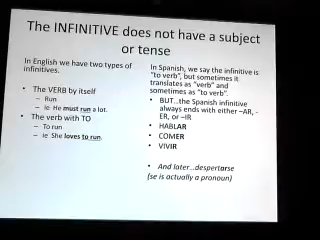 The INFINITIVE does not have a subject
or tense
In English we have two types of
infinitives.
• The VERB by itself
– Run
– ie He must run a lot.
• The verb with TO
– To run
– ie She loves to run.
In Spanish, we say the infinitive is
"to verb", but sometimes it
translates as "verb" and
sometimes as "to verb".
• BUT...the Spanish infinitive
always ends with either –AR, -
ER, or –IR
• HABLAR
• COMER
• VIVIR
• And later...despertarse
(se is actually a pronoun)